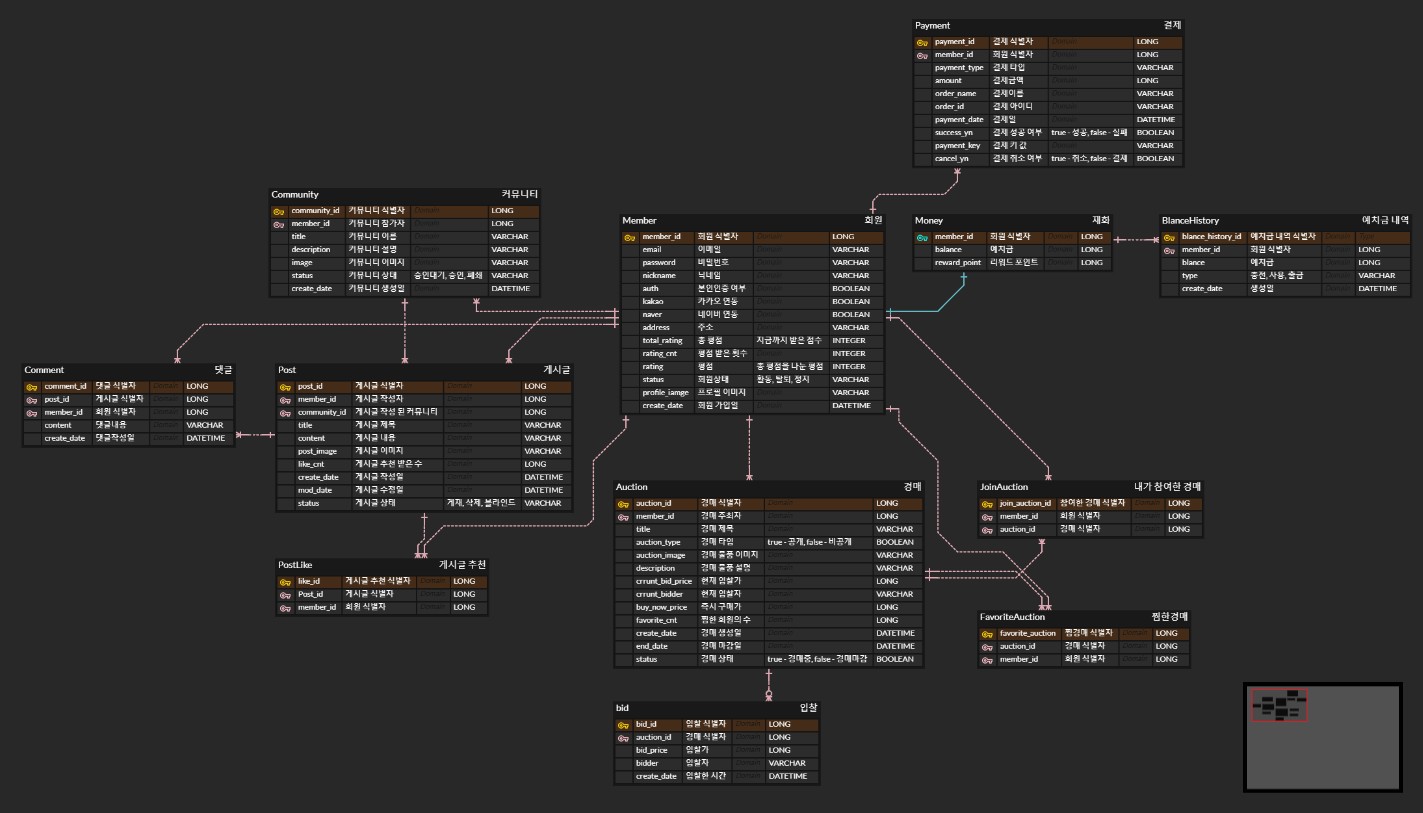 Payment 결제
payment_id 결제 식별자 Domain LONG
member_id 회원 식별자 Domain LONG
payment_type 결제 타입 Domain VARCHAR
amount 결제금액 Domain LONG
order_name 결제이름 Domain VARCHAR
order_id 결제 아이디 Domain VARCHAR
payment_date 결제일 Domain DATETIME
success_yn 결제 성공 여부 true - 성공, false - 실패 BOOLEAN
payment_key 결제 키 값 Domain VARCHAR
cancel_yn 결제 취소 여부 true - 취소, false - 결제 BOOLEAN
Community 커뮤니티
community_id 커뮤니티 식별자 Domain LONG
member_id 커뮤니티 참가자 Domain LONG
title 커뮤니티 이름 Domain VARCHAR
description 커뮤니티 설명 Domain VARCHAR
image 커뮤니티 이미지 Domain VARCHAR
status 커뮤니티 상태 승인대기, 승인, 폐쇄 VARCHAR
create_date 커뮤니티 생성일 Domain DATETIME
Member 회원
member_id 회원 식별자 Domain LONG
email 이메일 Domain VARCHAR
password 비밀번호 Domain VARCHAR
nickname 닉네임 Domain VARCHAR
auth 본인인증 여부 Domain BOOLEAN
kakao 카카오 연동 Domain BOOLEAN
naver 네이버 연동 Domain BOOLEAN
address 주소 Domain VARCHAR
total_rating 총 평점 지금까지 받은 점수 INTEGER
rating_cnt 평점 받은 횟수 Domain INTEGER
rating 평점 총 평점을 나눈 평점 INTEGER
status 회원상태 활동, 탈퇴, 정지 VARCHAR
profile_iamge 프로필 이미지 Domain VARCHAR
create_date 회원 가입일 Domain DATETIME
Money 재화
member_id 회원 식별자 Domain LONG
balance 예치금 Domain LONG
reward_point 리워드 포인트 Domain LONG
BlanceHistory 예치금 내역
blance_history_id 예치금 내역 식별자 Domain Type
member_id 회원 식별자 Domain LONG
blance 예치금 Domain LONG
type 충전, 사용, 출금 Domain VARCHAR
create_date 생성일 Domain DATETIME
Comment 댓글
comment_id 댓글 식별자 Domain LONG
post_id 게시글 식별자 Domain LONG
member_id 회원 식별자 Domain LONG
content 댓글내용 Domain VARCHAR
create_date 댓글작성일 Domain DATETIME
Post 게시글
post_id 게시글 식별자 Domain LONG
member_id 게시글 작성자 Domain LONG
community_id 게시글 작성 된 커뮤니티 Domain LONG
title 게시글 제목 Domain VARCHAR
content 게시글 내용 Domain VARCHAR
post_image 게시글 이미지 Domain VARCHAR
like_cnt 게시글 추천 받은 수 Domain LONG
create_date 게시글 작성일 Domain DATETIME
mod_date 게시글 수정일 Domain DATETIME
status 게시글 상태 게재, 삭제, 블라인드 VARCHAR
PostLike 게시글 추천
like_id 게시글 추천 식별자 Domain LONG
Post_id 게시글 식별자 Domain LONG
member_id 회원 식별자 Domain LONG
Auction 경매
auction_id 경매 식별자 Domain LONG
member_id 경매 주최자 Domain LONG
title 경매 제목 Domain VARCHAR
auction_type 경매 타입 true - 공개, false - 비공개 BOOLEAN
auction_image 경매 물품 이미지 Domain VARCHAR
description 경매 물품 설명 Domain VARCHAR
crrunt_bid_price 현재 입찰가 Domain LONG
crrunt_bidder 현재 입찰자 Domain VARCHAR
buy_now_price 즉시 구매가 Domain LONG
favorite_cnt 찜한 회원의 수 Domain LONG
create_date 경매 생성일 Domain DATETIME
end_date 경매 마감일 Domain DATETIME
status 경매 상태 true - 경매중, false - 경매마감 BOOLEAN
JoinAuction 내가 참여한 경매
join_auction_id 참여한 경매 식별자 Domain LONG
member_id 회원 식별자 Domain LONG
auction_id 경매 식별자 Domain LONG
FavoriteAuction 찜한경매
favorite_auction 찜경매 식별자 Domain LONG
auction_id 경매 식별자 Domain LONG
member_id 회원 식별자 Domain LONG
bid 입찰
bid_id 입찰 식별자 Domain LONG
auction_id 경매 식별자 Domain LONG
bid_price 입찰가 Domain LONG
bidder 입찰자 Domain VARCHAR
create_date 입찰한 시간 Domain DATETIME